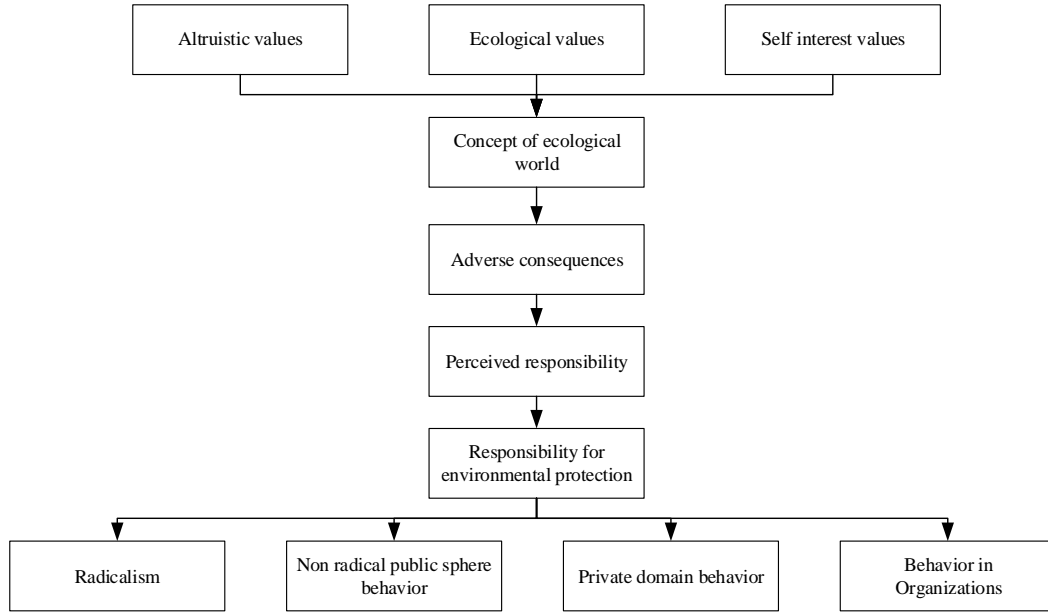 Altruistic values
Ecological values
Self interest values
Concept of ecological
world
Adverse consequences
Perceived responsibility
Responsibility for
environmental protection
Radicalism
Non radical public sphere
behavior
Private domain behavior
Behavior in
Organizations